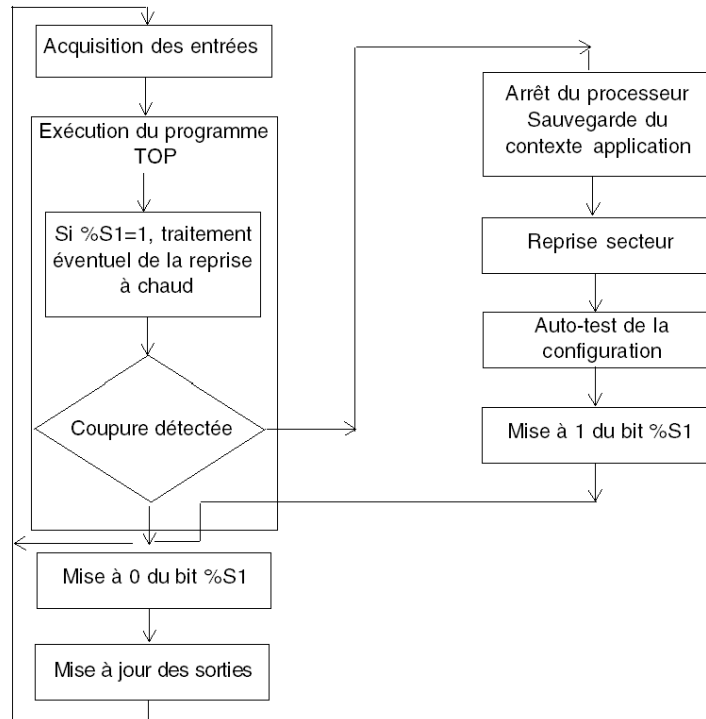 Acquisition des entrées
Exécution du programme
TOP
Si %S1=1, traitement
éventuel de la reprise
à chaud
Coupure détectée
Mise à 0 du bit %S1
Mise à jour des sorties
Arrêt du processeur
Sauvegarde du
contexte application
Reprise secteur
Auto-test de la
configuration
Mise à 1 du bit %S1